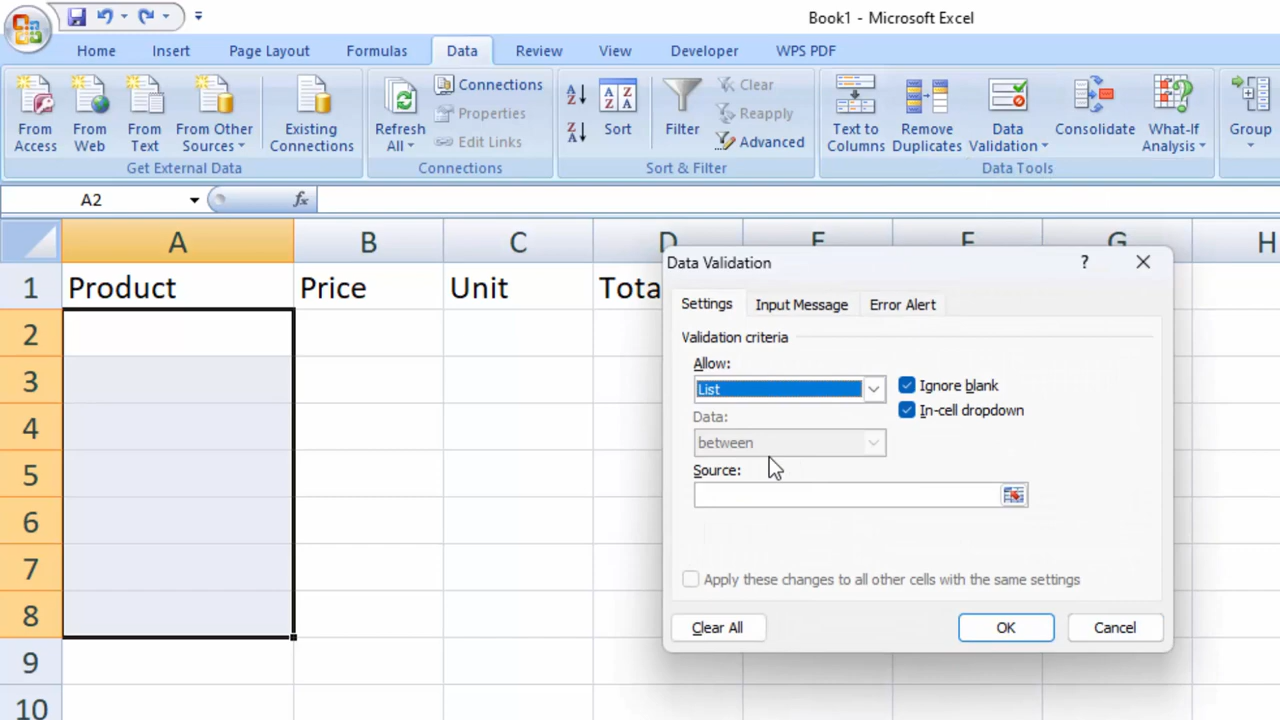 Book1 - Microsoft Excel
Home Insert Page Layout Formulas Data Review View Developer WPS PDF
From Access
From Web
From Text
From Other Sources
Existing Connections
Get External Data
Refresh All
Connections
Properties
Edit Links
Connections
A Z
Z A
A Z Z A
Sort
Filter
Clear
Reapply
Advanced
Sort & Filter
Text to Columns
Remove Duplicates
Data Validation
Consolidate
What-If Analysis
Data Tools
Group
A2 fx
A B C D E F G H
1 Product Price Unit Tota
2
3
4
5
6
7
8
9
10
Data Validation ?
Settings Input Message Error Alert
Validation criteria
Allow:
List
Ignore blank
Data:
In-cell dropdown
between
Source:
Apply these changes to all other cells with the same settings
Clear All OK Cancel